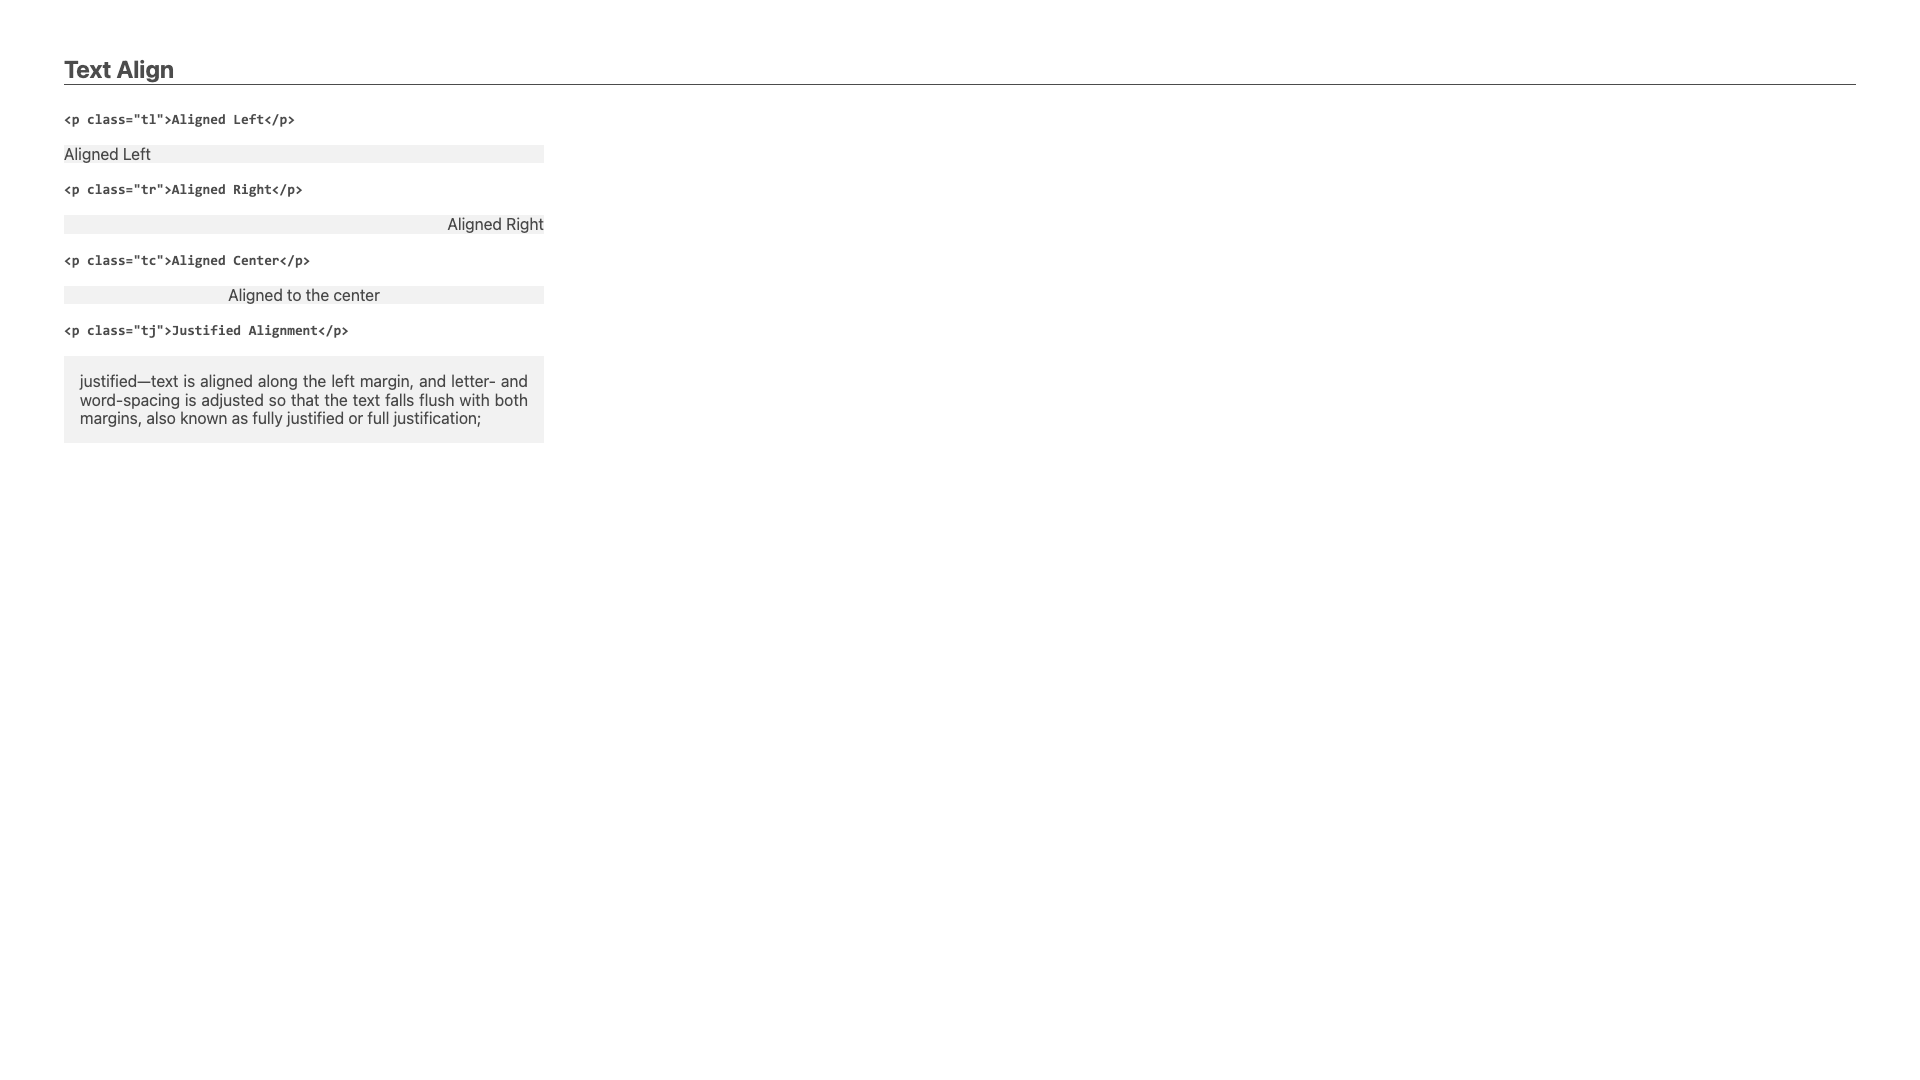 Text Align
<p class="tl">Aligned Left</p>
Aligned Left
<p class="tr">Aligned Right</p>
Aligned Right
<p class="tc">Aligned Center</p>
Aligned to the center
<p class="tj">Justified Alignment</p>
justified—text is aligned along the left margin, and letter- and
word-spacing is adjusted so that the text falls flush with both
margins, also known as fully justified or full justification;